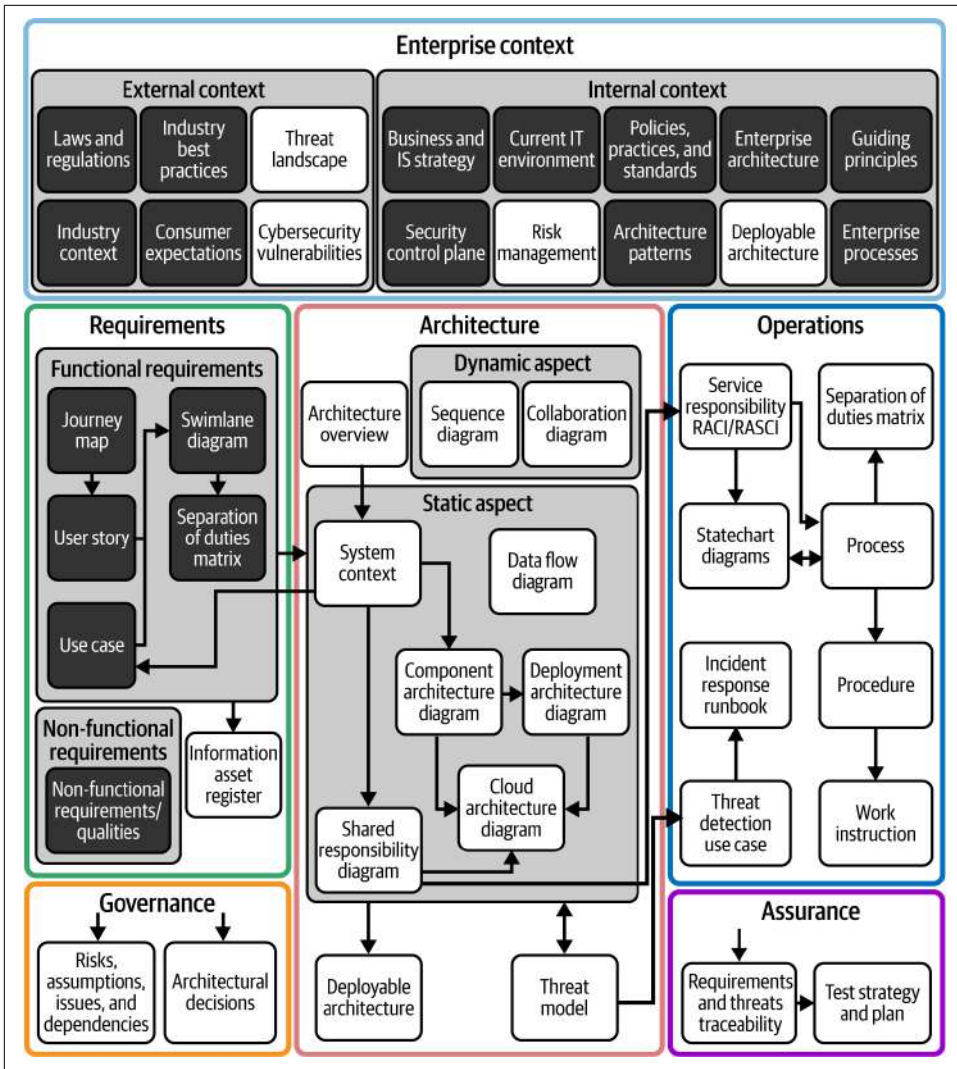 Enterprise context
External context
Internal context
Laws and
regulations
Industry
best
practices
Threat
landscape
Business and
IS strategy
Current IT
environment
Policies,
practices, and
standards
Enterprise
architecture
Guiding
principles
Industry
context
Consumer
expectations
Cybersecurity
vulnerabilities
Security
control plane
Risk
management
Architecture
patterns
Deployable
architecture
Enterprise
processes
Requirements
Functional requirements
Journey
map
Swimlane
diagram
User story
Separation
of duties
matrix
Use case
Non-functional
requirements
Non-functional
requirements/
qualities
Information
asset
register
Architecture
Architecture
overview
Dynamic aspect
Sequence
diagram
Collaboration
diagram
Static aspect
System
context
Data flow
diagram
Component
architecture
diagram
Deployment
architecture
diagram
Cloud
architecture
diagram
Shared
responsibility
diagram
Deployable
architecture
Threat
model
Operations
Service
responsibility
RACI/RASCI
Separation of
duties matrix
Statechart
diagrams
Process
Incident
response
runbook
Procedure
Threat
detection
use case
Work
instruction
Governance
Risks,
assumptions,
issues, and
dependencies
Architectural
decisions
Assurance
Requirements
and threats
traceability
Test strategy
and plan